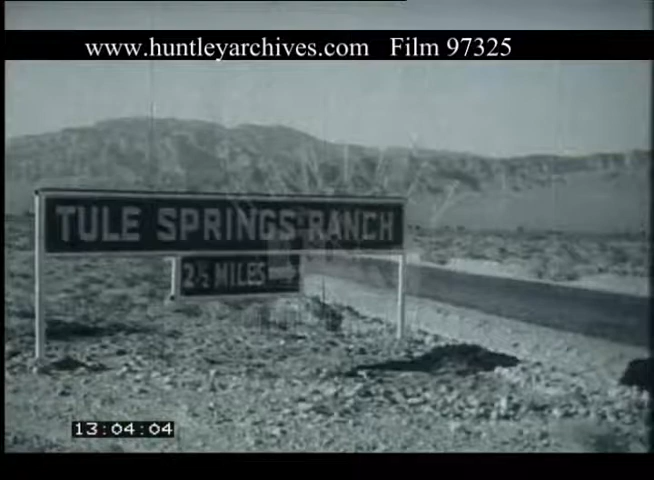 www.huntleyarchives.com Film 97325
TULE SPRINGS RANCH
2½ MILES
13:04:04